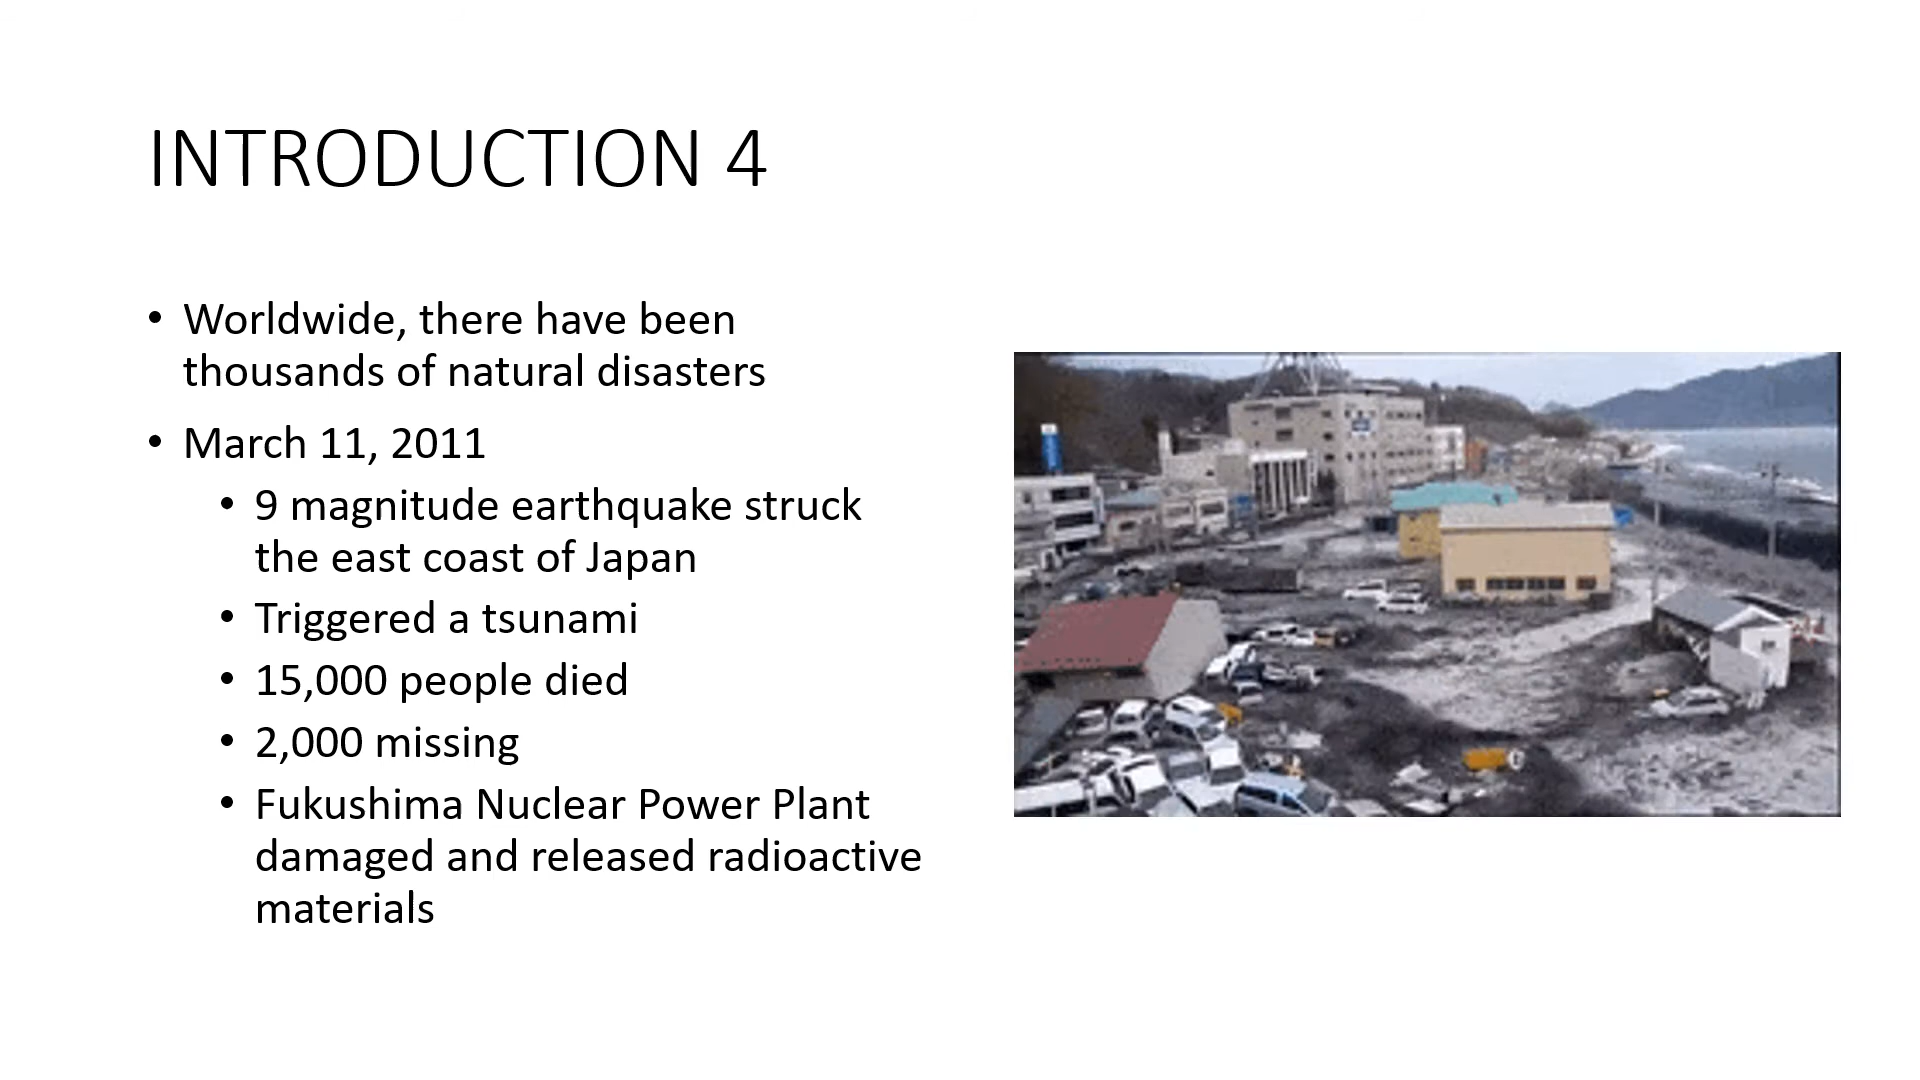 INTRODUCTION 4
• Worldwide, there have been
thousands of natural disasters
• March 11, 2011
• 9 magnitude earthquake struck
the east coast of Japan
• Triggered a tsunami
• 15,000 people died
• 2,000 missing
• Fukushima Nuclear Power Plant
damaged and released radioactive
materials